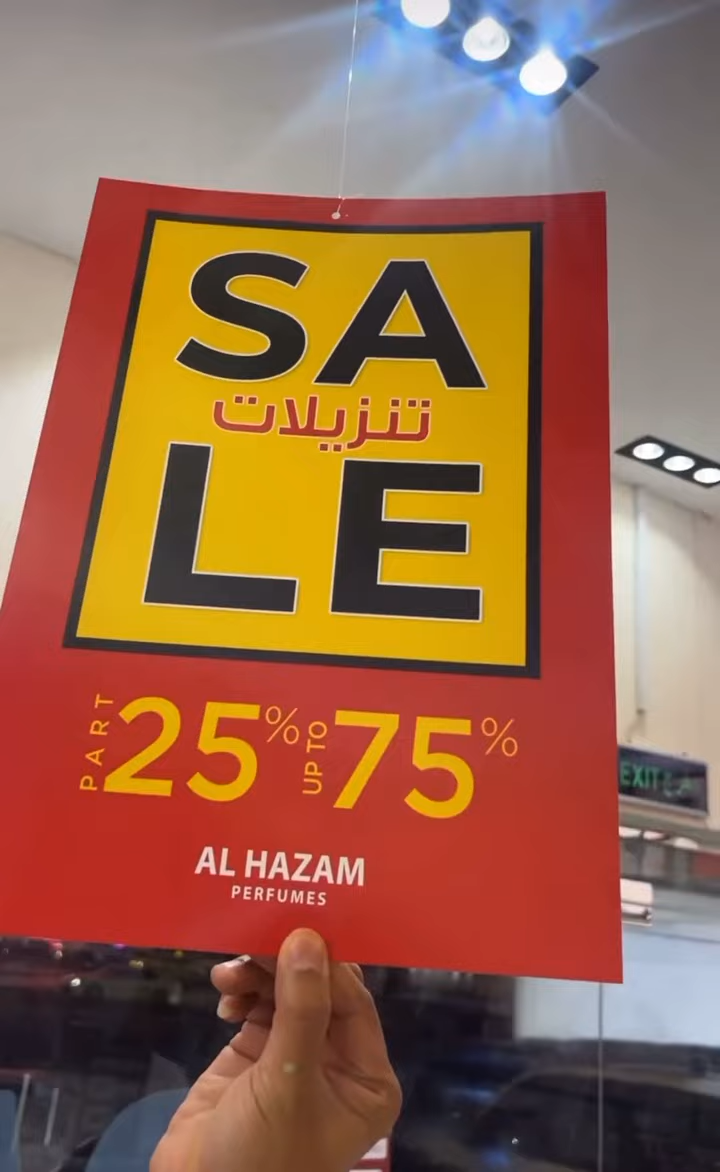 SA
تنزيلات
LE
PART 25% UP TO 75%
AL HAZAM
PERFUMES
EXIT